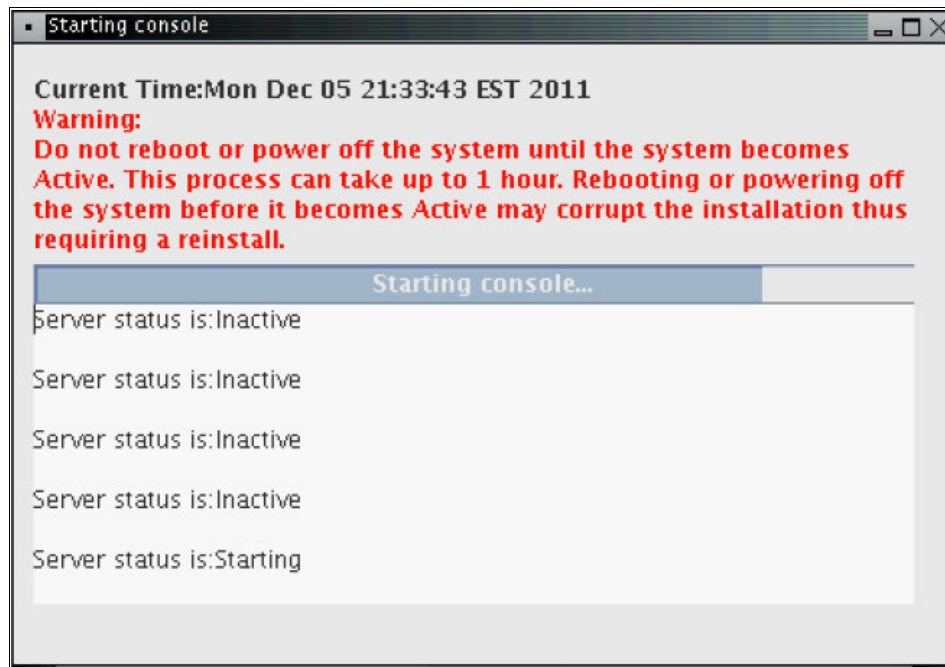 Starting console
Current Time:Mon Dec 05 21:33:43 EST 2011
Warning:
Do not reboot or power off the system until the system becomes
Active. This process can take up to 1 hour. Rebooting or powering off
the system before it becomes Active may corrupt the installation thus
requiring a reinstall.
Starting console...
Server status is:Inactive
Server status is:Inactive
Server status is:Inactive
Server status is:Inactive
Server status is:Starting